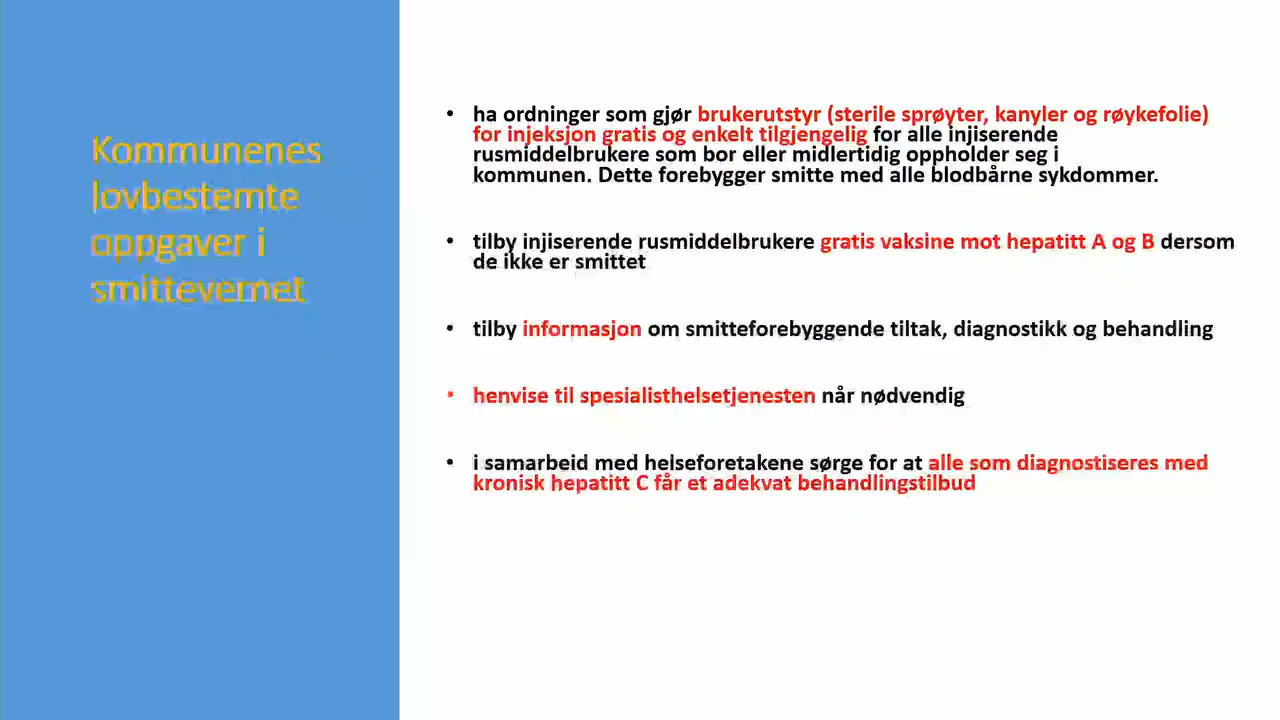 Kommunenes
lovbestemte
oppgaver i
smittevernet
• ha ordninger som gjør brukerutstyr (sterile sprøyter, kanyler og røykefolie)
for injeksjon gratis og enkelt tilgjengelig for alle injiserende
rusmiddelbrukere som bor eller midlertidig oppholder seg i
kommunen. Dette forebygger smitte med alle blodbårne sykdommer.
• tilby injiserende rusmiddelbrukere gratis vaksine mot hepatitt A og B dersom
de ikke er smittet
• tilby informasjon om smitteforebyggende tiltak, diagnostikk og behandling
• henvise til spesialisthelsetjenesten når nødvendig
• i samarbeid med helseforetakene sørge for at alle som diagnostiseres med
kronisk hepatitt C får et adekvat behandlingstilbud